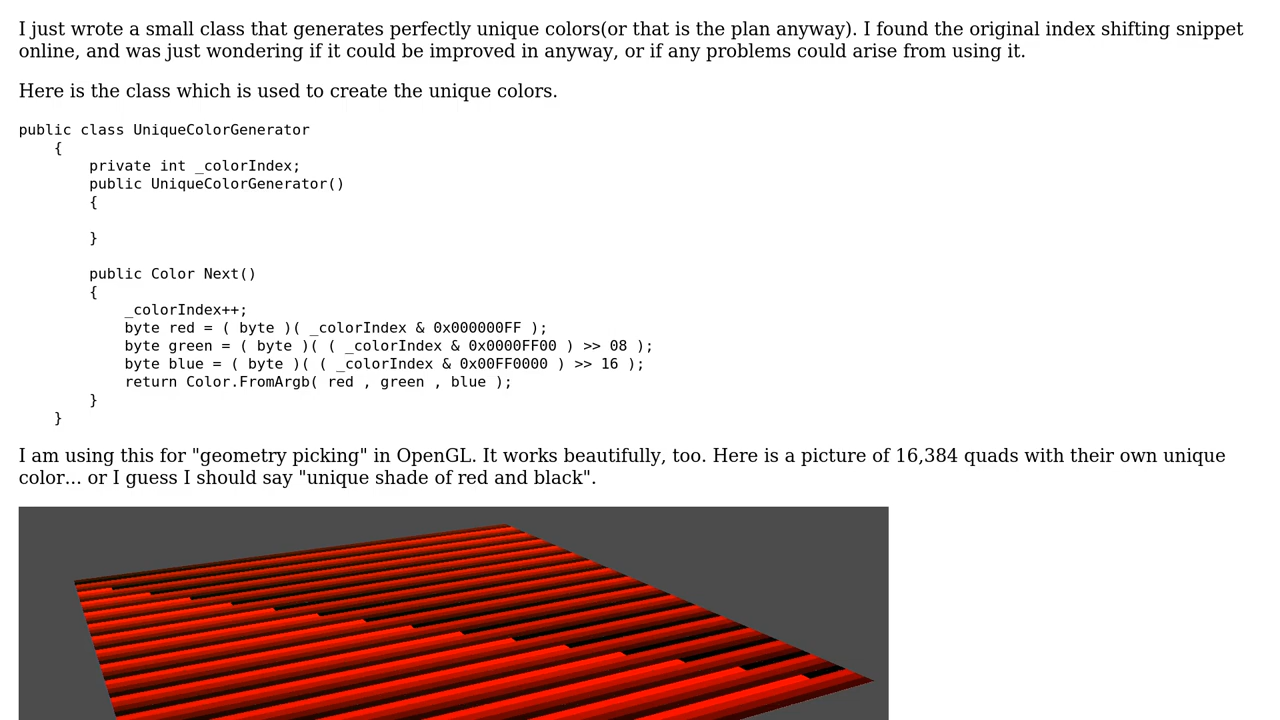 I just wrote a small class that generates perfectly unique colors(or that is the plan anyway). I found the original index shifting snippet
online, and was just wondering if it could be improved in anyway, or if any problems could arise from using it.
Here is the class which is used to create the unique colors.
public class UniqueColorGenerator
    {
        private int _colorIndex;
        public UniqueColorGenerator()
        {
        }
        public Color Next()
        {
            _colorIndex++;
            byte red = ( byte )( _colorIndex & 0x000000FF );
            byte green = ( byte )( ( _colorIndex & 0x0000FF00 ) >> 08 );
            byte blue = ( byte )( ( _colorIndex & 0x00FF0000 ) >> 16 );
            return Color.FromArgb( red , green , blue );
        }
    }
I am using this for "geometry picking" in OpenGL. It works beautifully, too. Here is a picture of 16,384 quads with their own unique
color... or I guess I should say "unique shade of red and black".